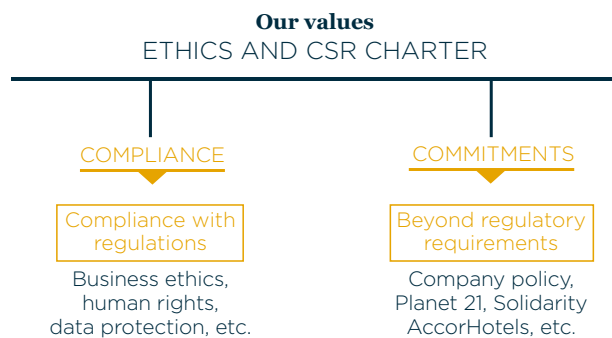 Our values
ETHICS AND CSR CHARTER
COMPLIANCE
Compliance with
regulations
Business ethics,
human rights,
data protection, etc.
COMMITMENTS
Beyond regulatory
requirements
Company policy,
Planet 21, Solidarity
AccorHotels, etc.